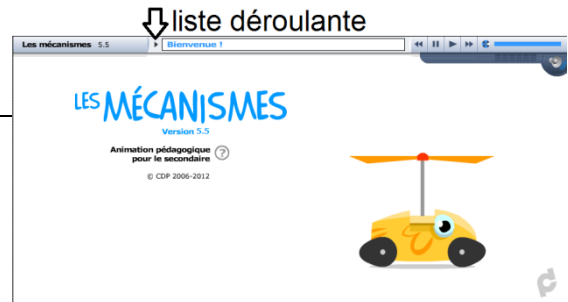 liste déroulante
Les mécanismes 5.5
Bienvenue !
LES MÉCANISMES
Version 5.5
Animation pédagogique
pour le secondaire ?
© CDP 2006-2012